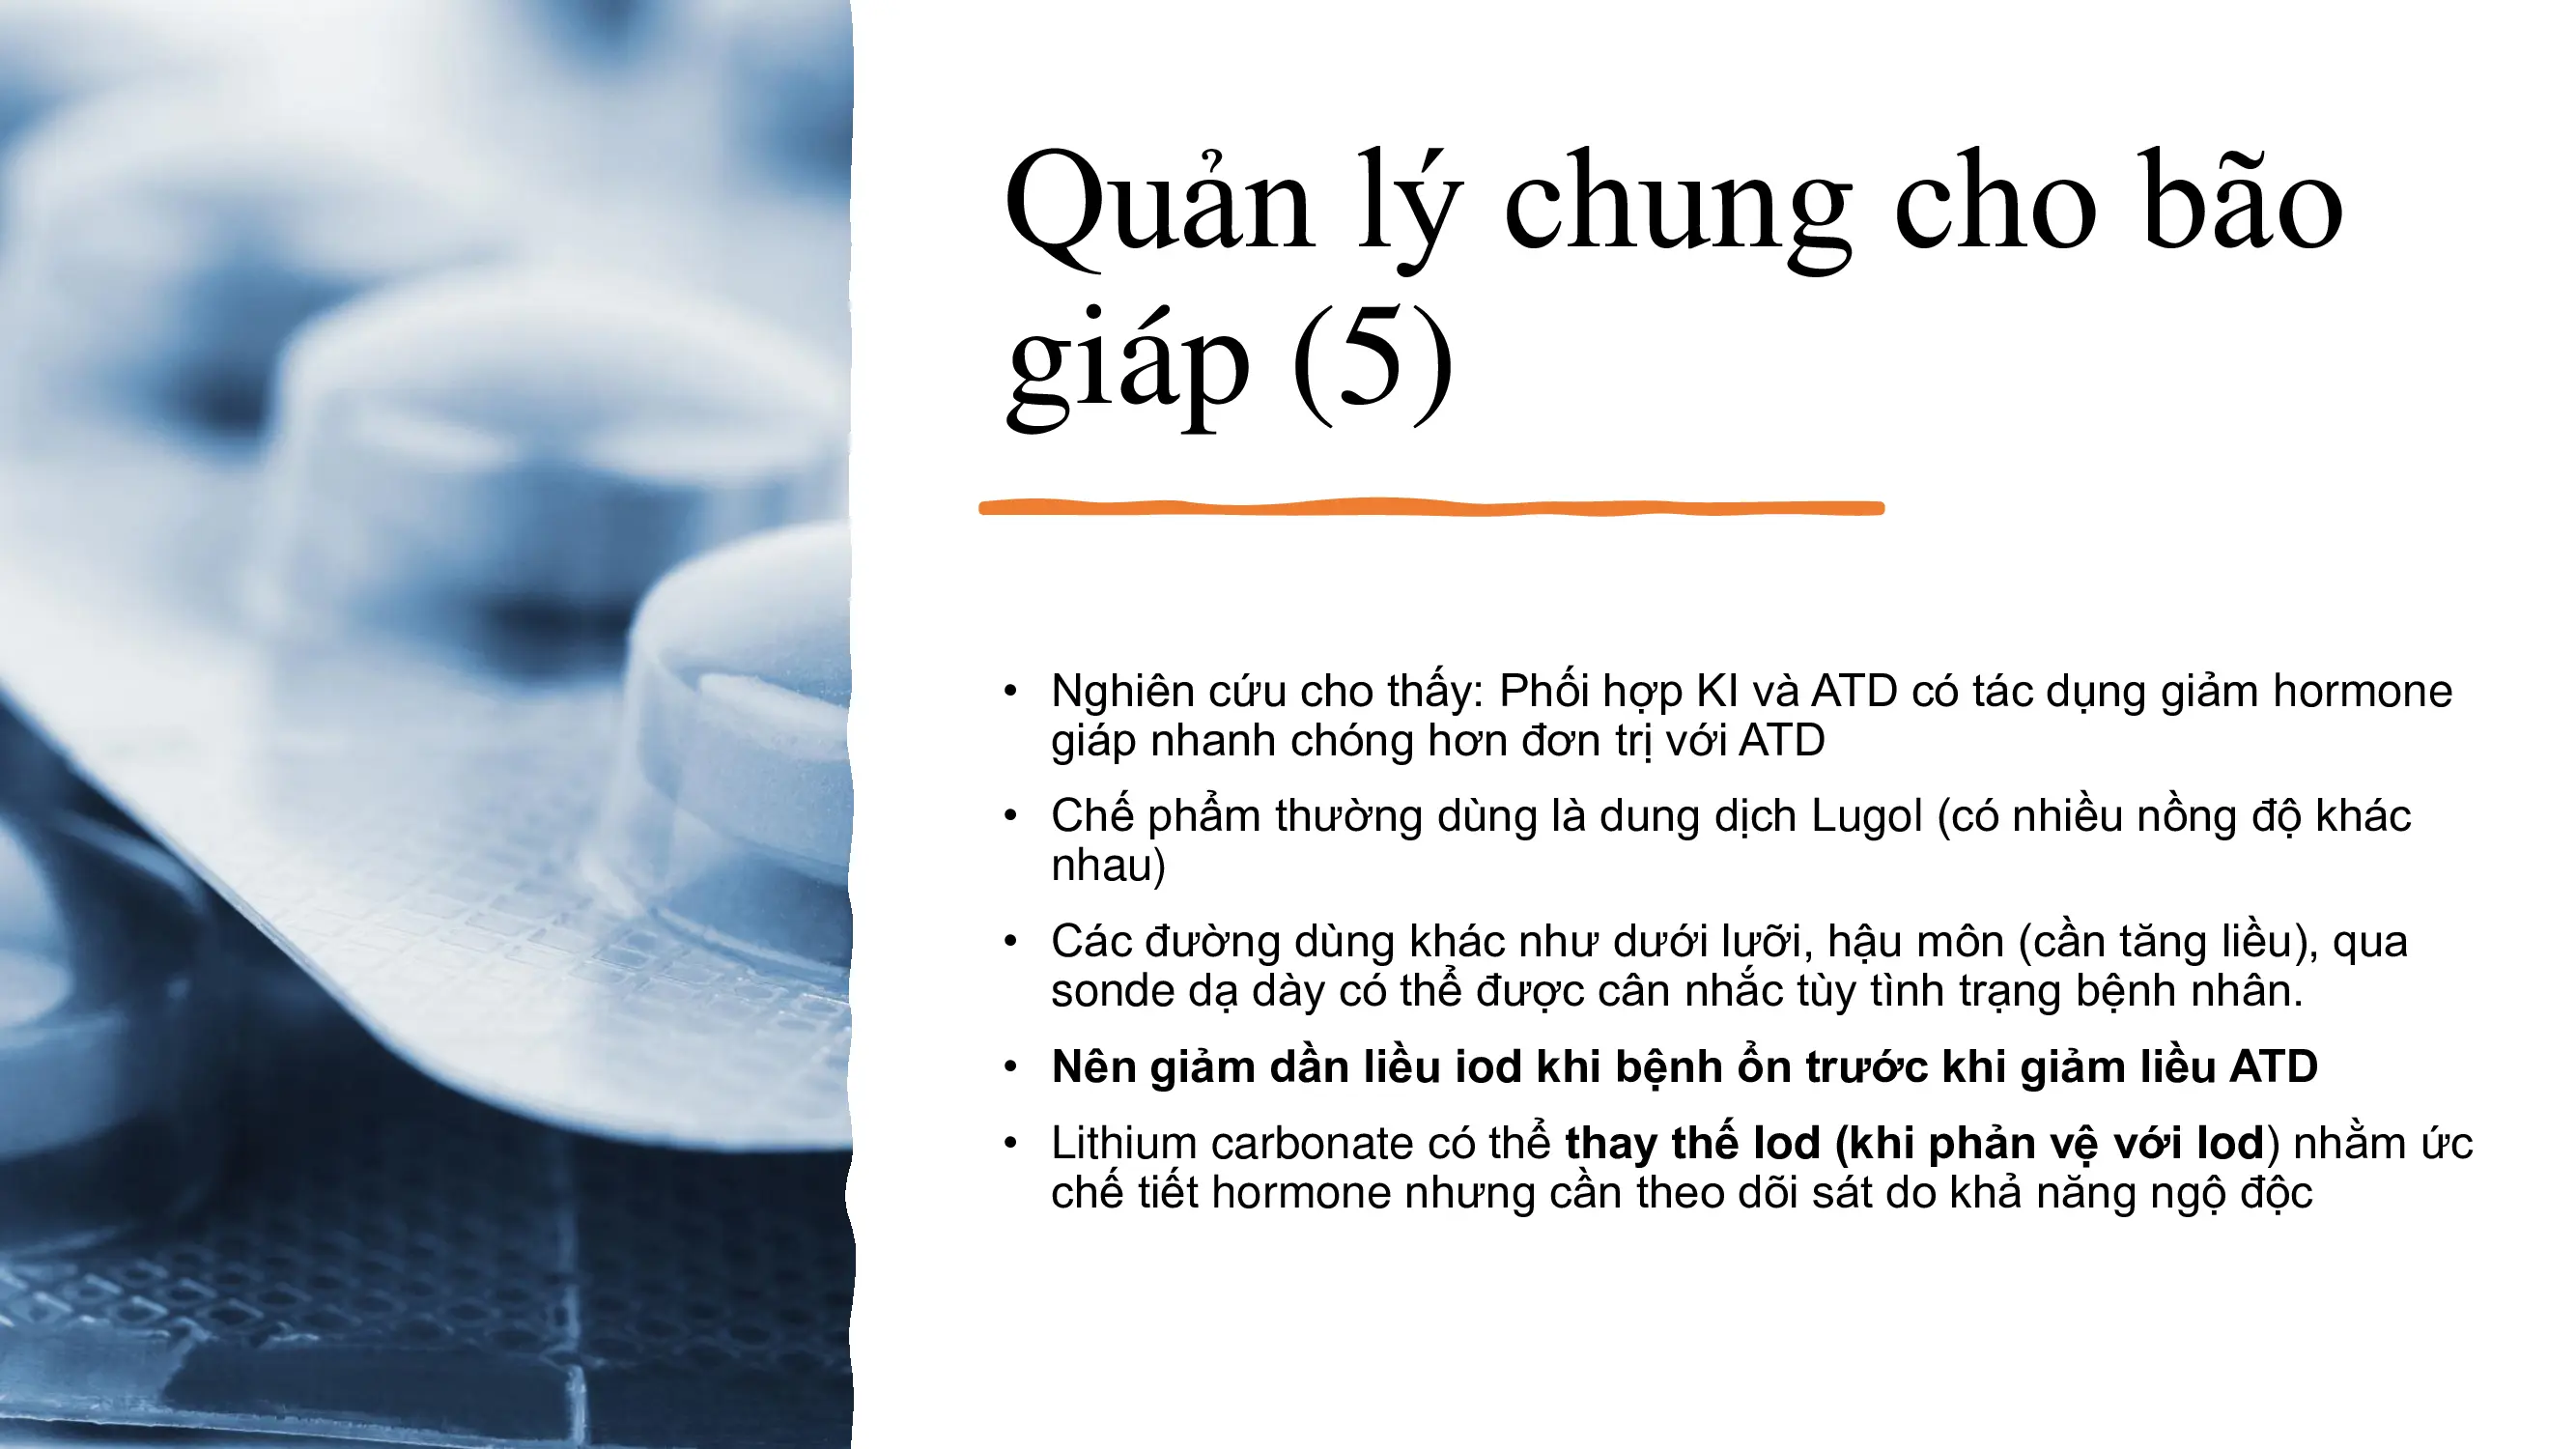 Quản lý chung cho bão
giáp (5)
• Nghiên cứu cho thấy: Phối hợp KI và ATD có tác dụng giảm hormone
giáp nhanh chóng hơn đơn trị với ATD
• Chế phẩm thường dùng là dung dịch Lugol (có nhiều nồng độ khác
nhau)
• Các đường dùng khác như dưới lưỡi, hậu môn (cần tăng liều), qua
sonde dạ dày có thể được cân nhắc tùy tình trạng bệnh nhân.
• Nên giảm dần liều iod khi bệnh ổn trước khi giảm liều ATD
• Lithium carbonate có thể thay thế Iod (khi phản vệ với Iod) nhằm ức
chế tiết hormone nhưng cần theo dõi sát do khả năng ngộ độc